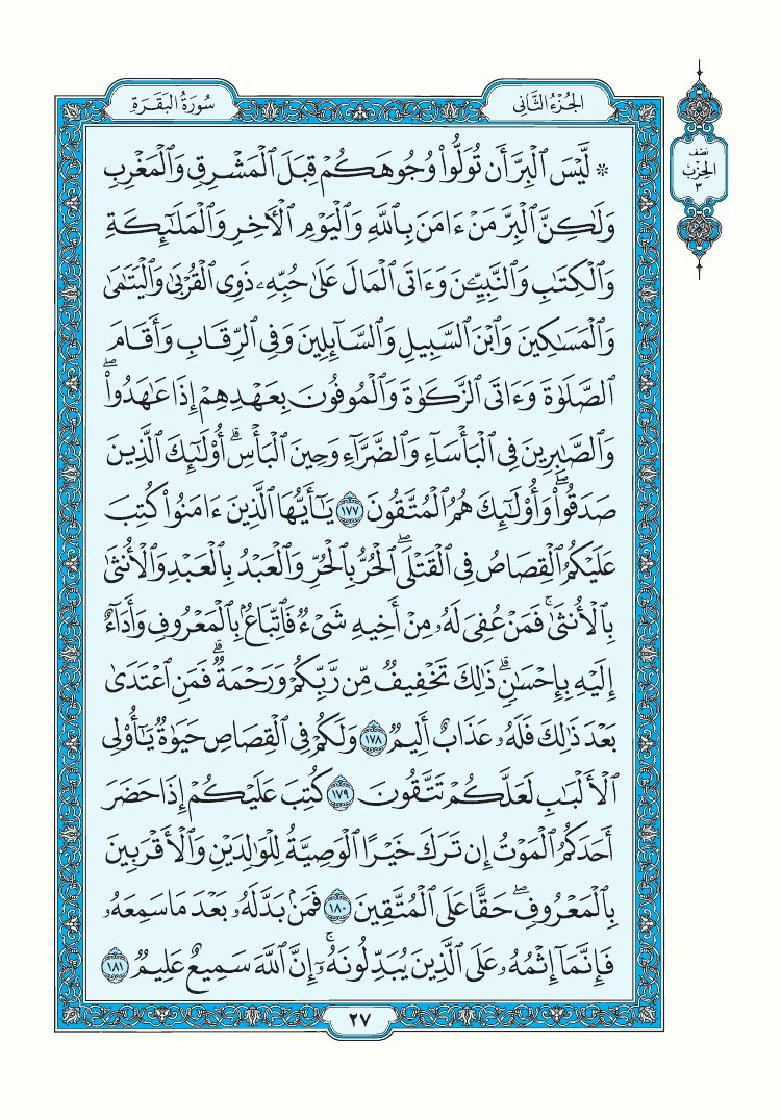 سُورَةُ البَقَرَةِ
الجُزْءُ الثَّانِي
نصف
الحِزْبُ
٣
* لَّيْسَ ٱلْبِرَّ أَن تُوَلُّوا۟ وُجُوهَكُمْ قِبَلَ ٱلْمَشْرِقِ وَٱلْمَغْرِبِ
وَلَٰكِنَّ ٱلْبِرَّ مَنْ ءَامَنَ بِٱللَّهِ وَٱلْيَوْمِ ٱلْءَاخِرِ وَٱلْمَلَٰٓئِكَةِ
وَٱلْكِتَٰبِ وَٱلنَّبِيِّـۧنَ وَءَاتَى ٱلْمَالَ عَلَىٰ حُبِّهِۦ ذَوِى ٱلْقُرْبَىٰ وَٱلْيَتَٰمَىٰ
وَٱلْمَسَٰكِينَ وَٱبْنَ ٱلسَّبِيلِ وَٱلسَّآئِلِينَ وَفِى ٱلرِّقَابِ وَأَقَامَ
ٱلصَّلَوٰةَ وَءَاتَى ٱلزَّكَوٰةَ وَٱلْمُوفُونَ بِعَهْدِهِمْ إِذَا عَٰهَدُوا۟ۖ
وَٱلصَّٰبِرِينَ فِى ٱلْبَأْسَآءِ وَٱلضَّرَّآءِ وَحِينَ ٱلْبَأْسِۗ أُو۟لَٰٓئِكَ ٱلَّذِينَ
صَدَقُوا۟ۖ وَأُو۟لَٰٓئِكَ هُمُ ٱلْمُتَّقُونَ ١٧٧ يَٰٓأَيُّهَا ٱلَّذِينَ ءَامَنُوا۟ كُتِبَ
عَلَيْكُمُ ٱلْقِصَاصُ فِى ٱلْقَتْلَىۖ ٱلْحُرُّ بِٱلْحُرِّ وَٱلْعَبْدُ بِٱلْعَبْدِ وَٱلْأُنثَىٰ
بِٱلْأُنثَىٰۚ فَمَنْ عُفِىَ لَهُۥ مِنْ أَخِيهِ شَىْءٌ فَٱتِّبَاعٌۢ بِٱلْمَعْرُوفِ وَأَدَآءٌ
إِلَيْهِ بِإِحْسَٰنٍۗ ذَٰلِكَ تَخْفِيفٌ مِّن رَّبِّكُمْ وَرَحْمَةٌۗ فَمَنِ ٱعْتَدَىٰ
بَعْدَ ذَٰلِكَ فَلَهُۥ عَذَابٌ أَلِيمٌ ١٧٨ وَلَكُمْ فِى ٱلْقِصَاصِ حَيَوٰةٌ يَٰٓأُو۟لِى
ٱلْأَلْبَٰبِ لَعَلَّكُمْ تَتَّقُونَ ١٧٩ كُتِبَ عَلَيْكُمْ إِذَا حَضَرَ
أَحَدَكُمُ ٱلْمَوْتُ إِن تَرَكَ خَيْرًا ٱلْوَصِيَّةُ لِلْوَٰلِدَيْنِ وَٱلْأَقْرَبِينَ
بِٱلْمَعْرُوفِۖ حَقًّا عَلَى ٱلْمُتَّقِينَ ١٨٠ فَمَنۢ بَدَّلَهُۥ بَعْدَ مَا سَمِعَهُۥ
فَإِنَّمَآ إِثْمُهُۥ عَلَى ٱلَّذِينَ يُبَدِّلُونَهُۥٓۚ إِنَّ ٱللَّهَ سَمِيعٌ عَلِيمٌ ١٨١
٢٧